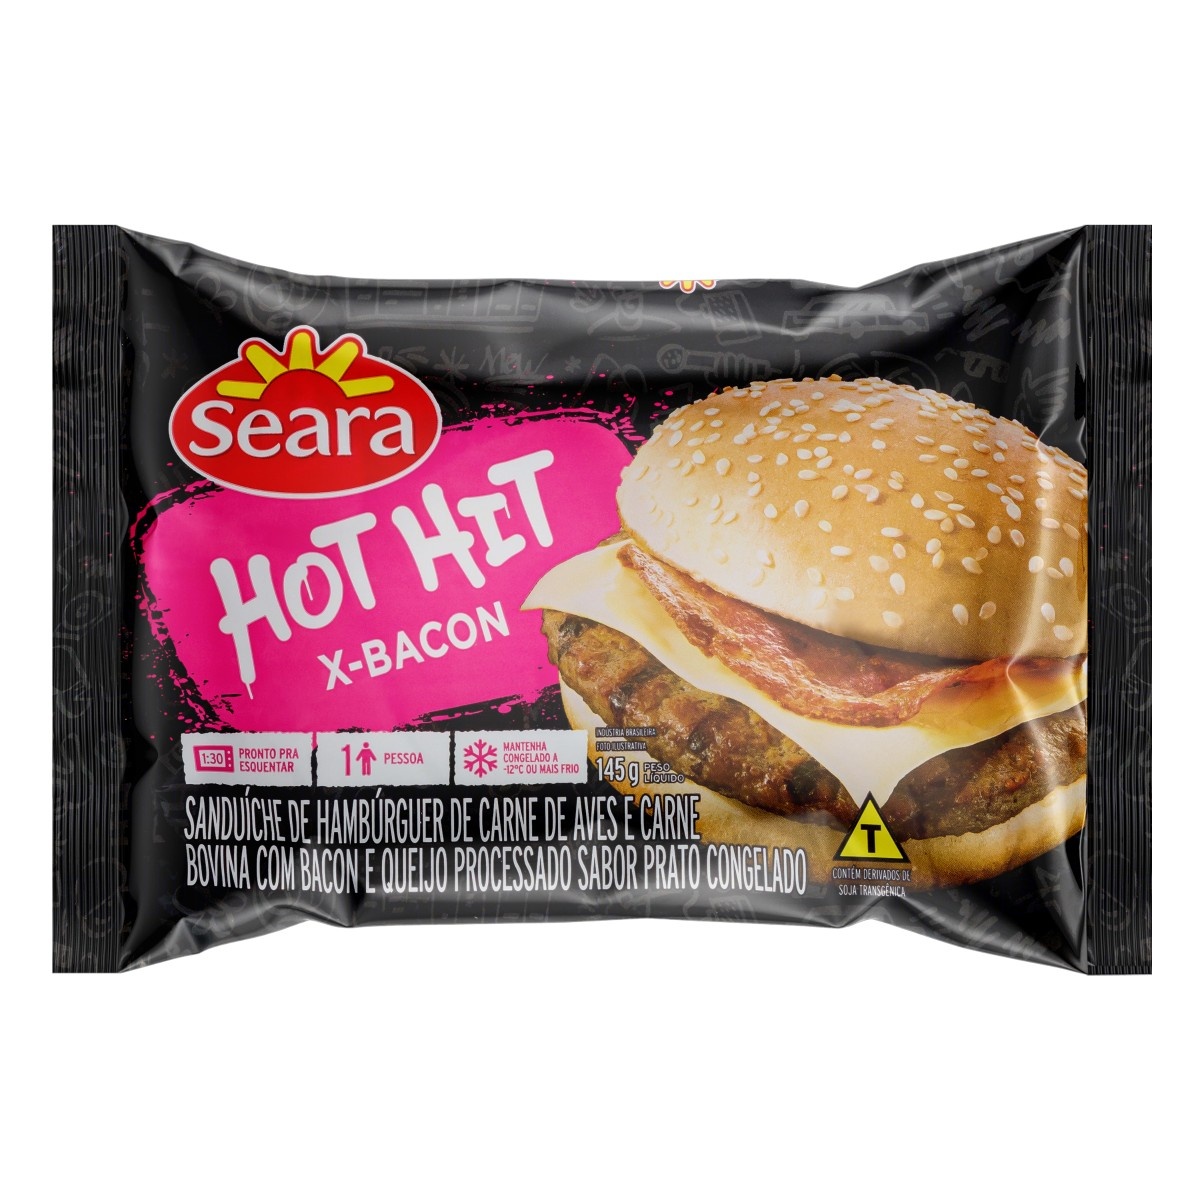 Seara
HOT HIT
X-BACON
1:30
PRONTO PRA
ESQUENTAR
1
PESSOA
MANTENHA
CONGELADO A
-12°C OU MAIS FRIO
INDÚSTRIA BRASILEIRA
FOTO ILUSTRATIVA
145g PESO
LÍQUIDO
SANDUÍCHE DE HAMBÚRGUER DE CARNE DE AVES E CARNE
BOVINA COM BACON E QUEIJO PROCESSADO SABOR PRATO CONGELADO
T
CONTÉM DERIVADOS DE
SOJA TRANSGÊNICA